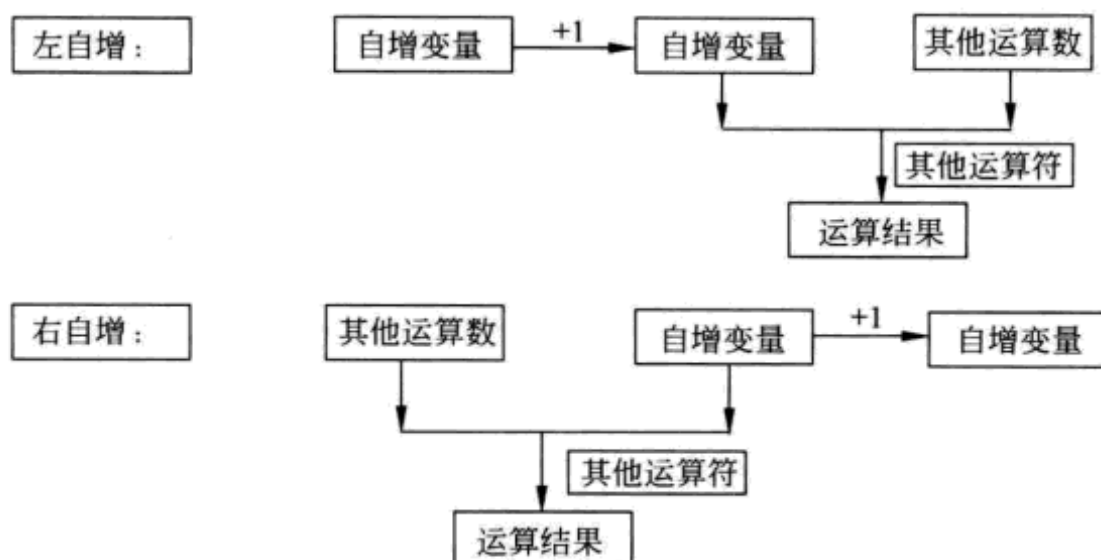 左自增：
自增变量
+1
自增变量
其他运算数
其他运算符
运算结果
右自增：
其他运算数
自增变量
+1
自增变量
其他运算符
运算结果